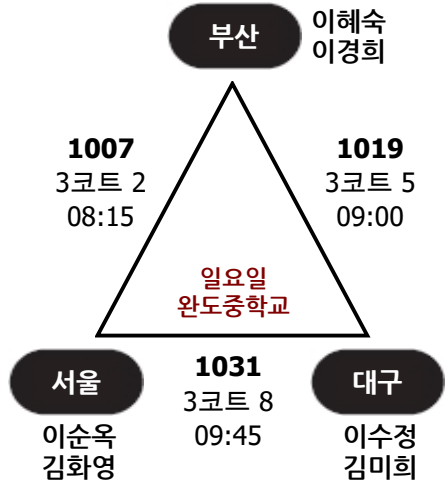 부산
이혜숙
이경희
1007
3코트 2
08:15
1019
3코트 5
09:00
일요일
완도중학교
서울
이순옥
김화영
1031
3코트 8
09:45
대구
이수정
김미희